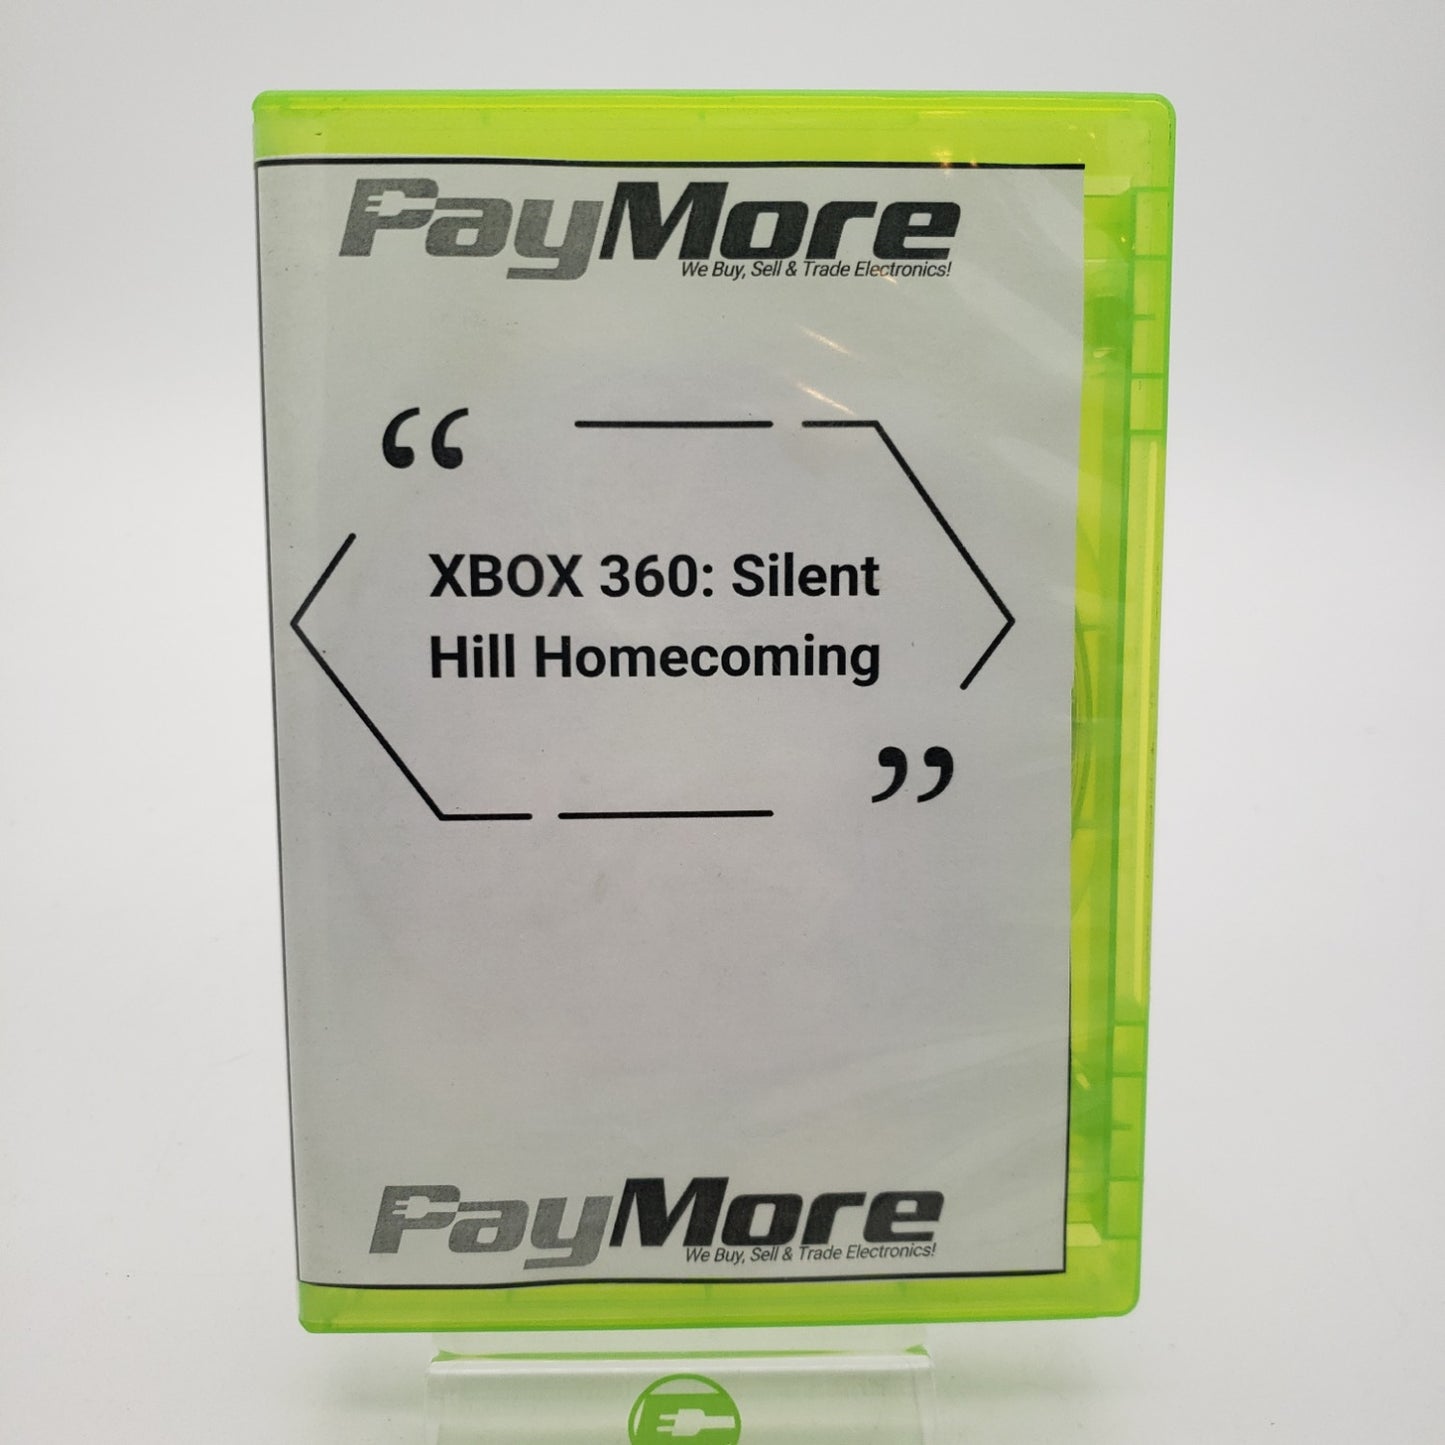 PayMore
We Buy, Sell & Trade Electronics!
“
XBOX 360: Silent
Hill Homecoming
”
PayMore
We Buy, Sell & Trade Electronics!